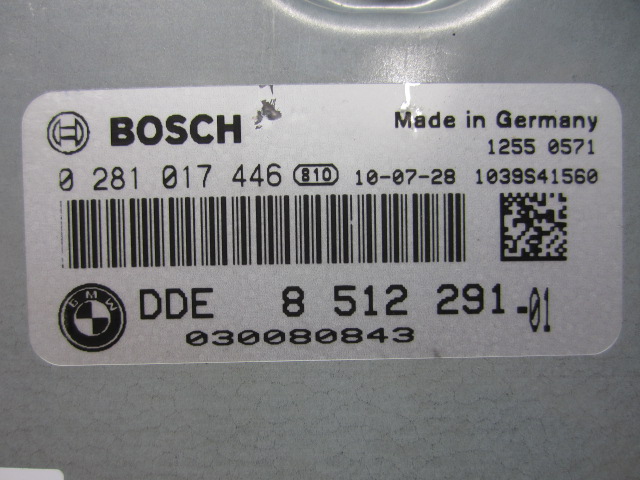 BOSCH Made in Germany
1255 0571
0 281 017 446 810 10-07-28 1039S41560
BMW DDE 8 512 291-01
030080843